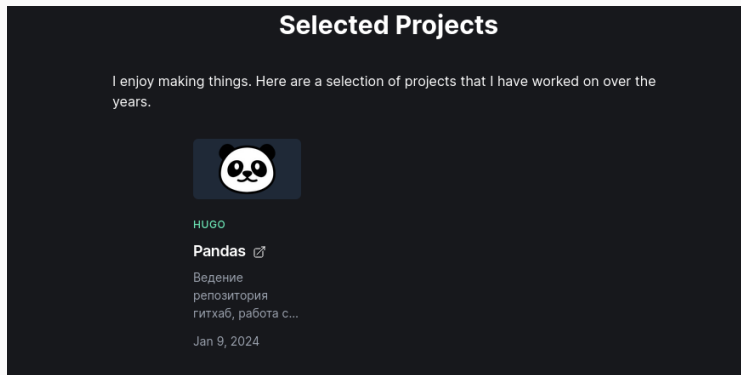 Selected Projects
I enjoy making things. Here are a selection of projects that I have worked on over the
years.
HUGO
Pandas
Ведение
репозитория
гитхаб, работа с...
Jan 9, 2024